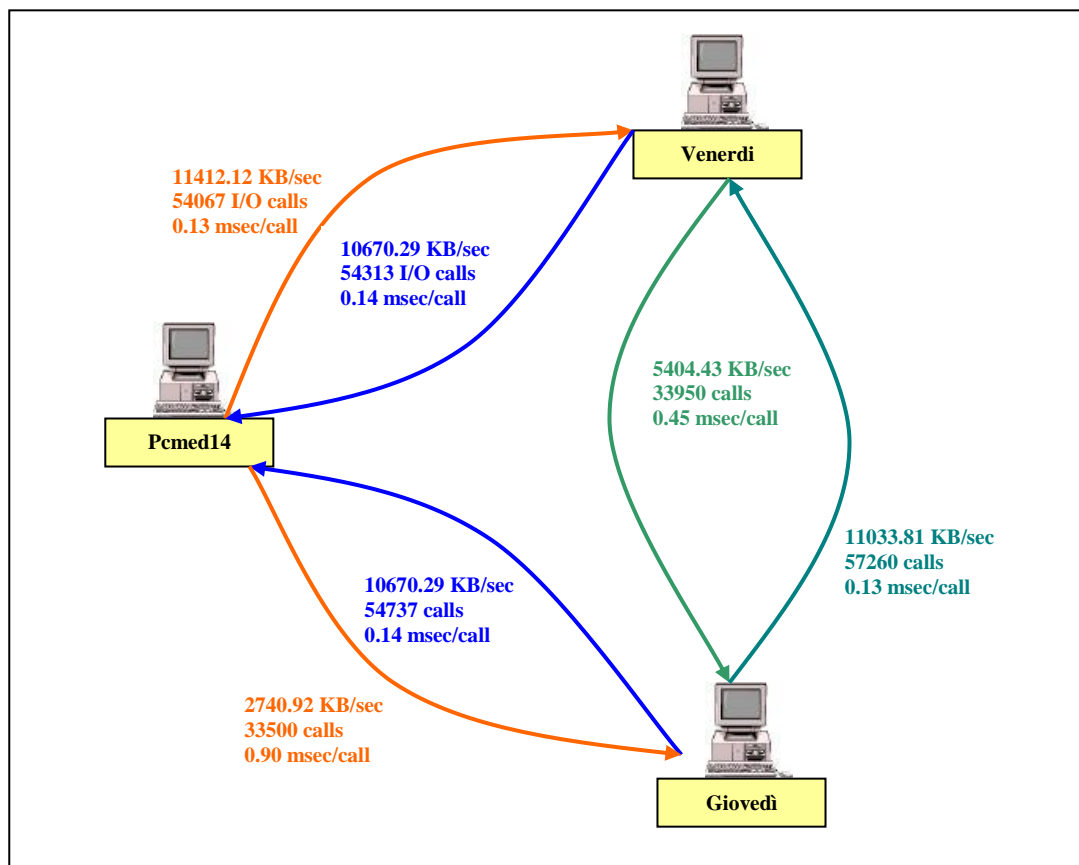 Venerdi
11412.12 KB/sec
54067 I/O calls
0.13 msec/call
10670.29 KB/sec
54313 I/O calls
0.14 msec/call
5404.43 KB/sec
33950 calls
0.45 msec/call
Pcmed14
11033.81 KB/sec
57260 calls
0.13 msec/call
10670.29 KB/sec
54737 calls
0.14 msec/call
2740.92 KB/sec
33500 calls
0.90 msec/call
Giovedì